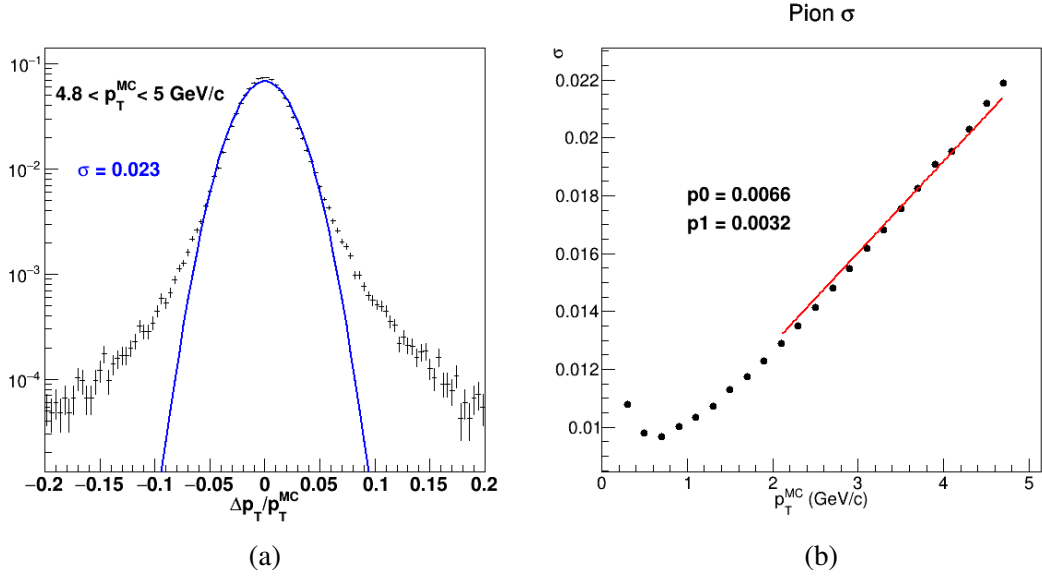 Pion σ
10⁻¹
10⁻²
10⁻³
10⁻⁴
4.8 < p_T^MC < 5 GeV/c
σ = 0.023
−0.2 −0.15 −0.1 −0.05 0 0.05 0.1 0.15 0.2
Δp_T/p_T^MC
(a)
σ
0.022
0.02
0.018
0.016
0.014
0.012
0.01
p0 = 0.0066
p1 = 0.0032
0 1 2 3 4 5
p_T^MC (GeV/c)
(b)